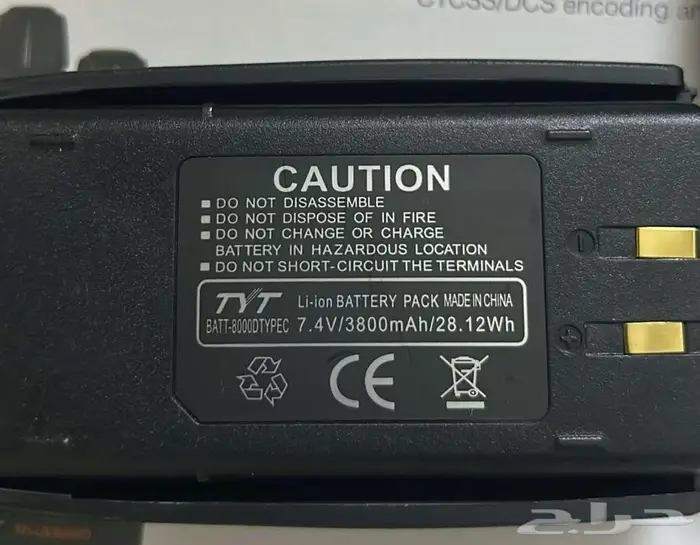 CTCSS/DCS encoding an
CAUTION
DO NOT DISASSEMBLE
DO NOT DISPOSE OF IN FIRE
DO NOT CHANGE OR CHARGE
BATTERY IN HAZARDOUS LOCATION
DO NOT SHORT-CIRCUIT THE TERMINALS
TYT Li-ion BATTERY PACK MADE IN CHINA
BATT-8000DTYPEC 7.4V/3800mAh/28.12Wh
CE
حراج